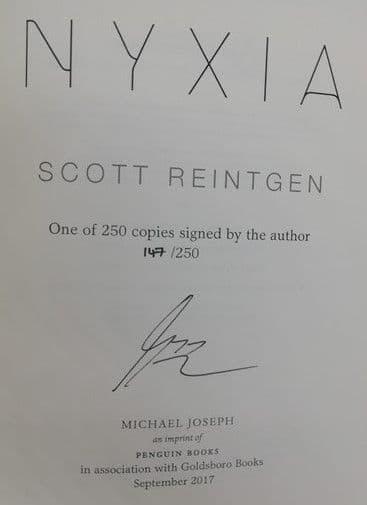 NYXIA
SCOTT REINTGEN
One of 250 copies signed by the author
147 /250
MICHAEL JOSEPH
an imprint of
PENGUIN BOOKS
in association with Goldsboro Books
September 2017